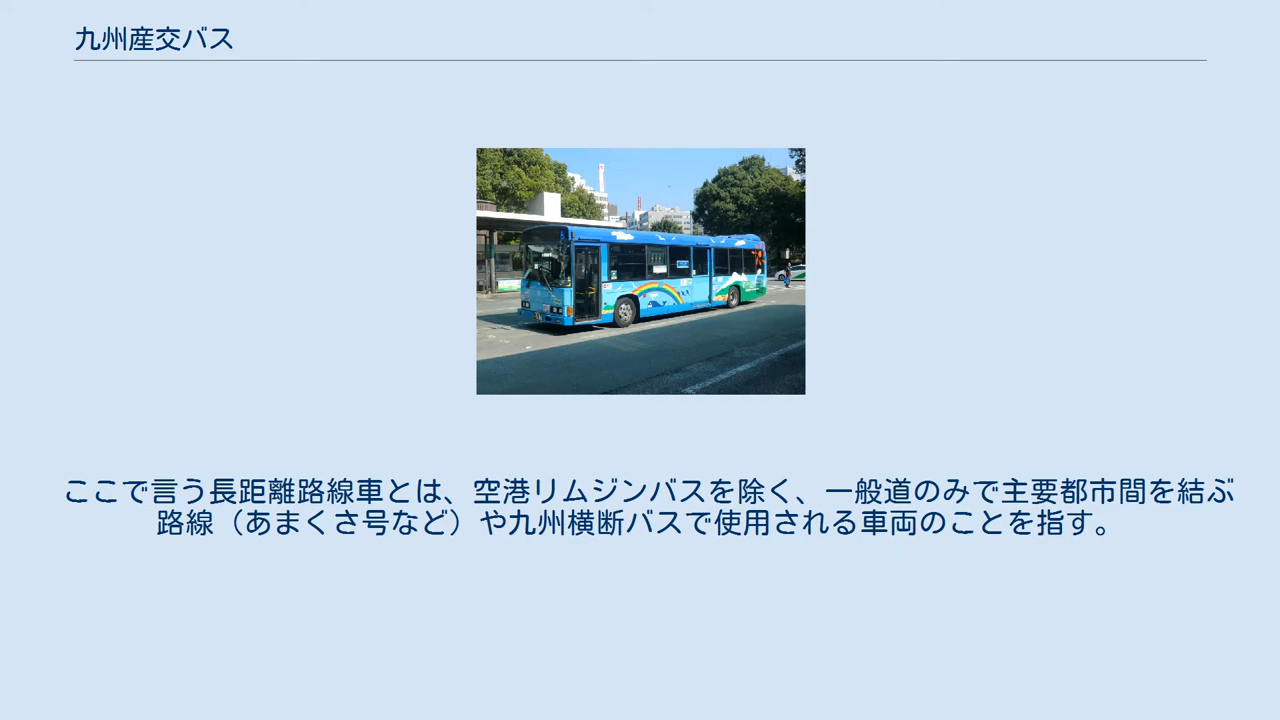 九州産交バス
ここで言う長距離路線車とは、空港リムジンバスを除く、一般道のみで主要都市間を結ぶ
路線（あまくさ号など）や九州横断バスで使用される車両のことを指す。